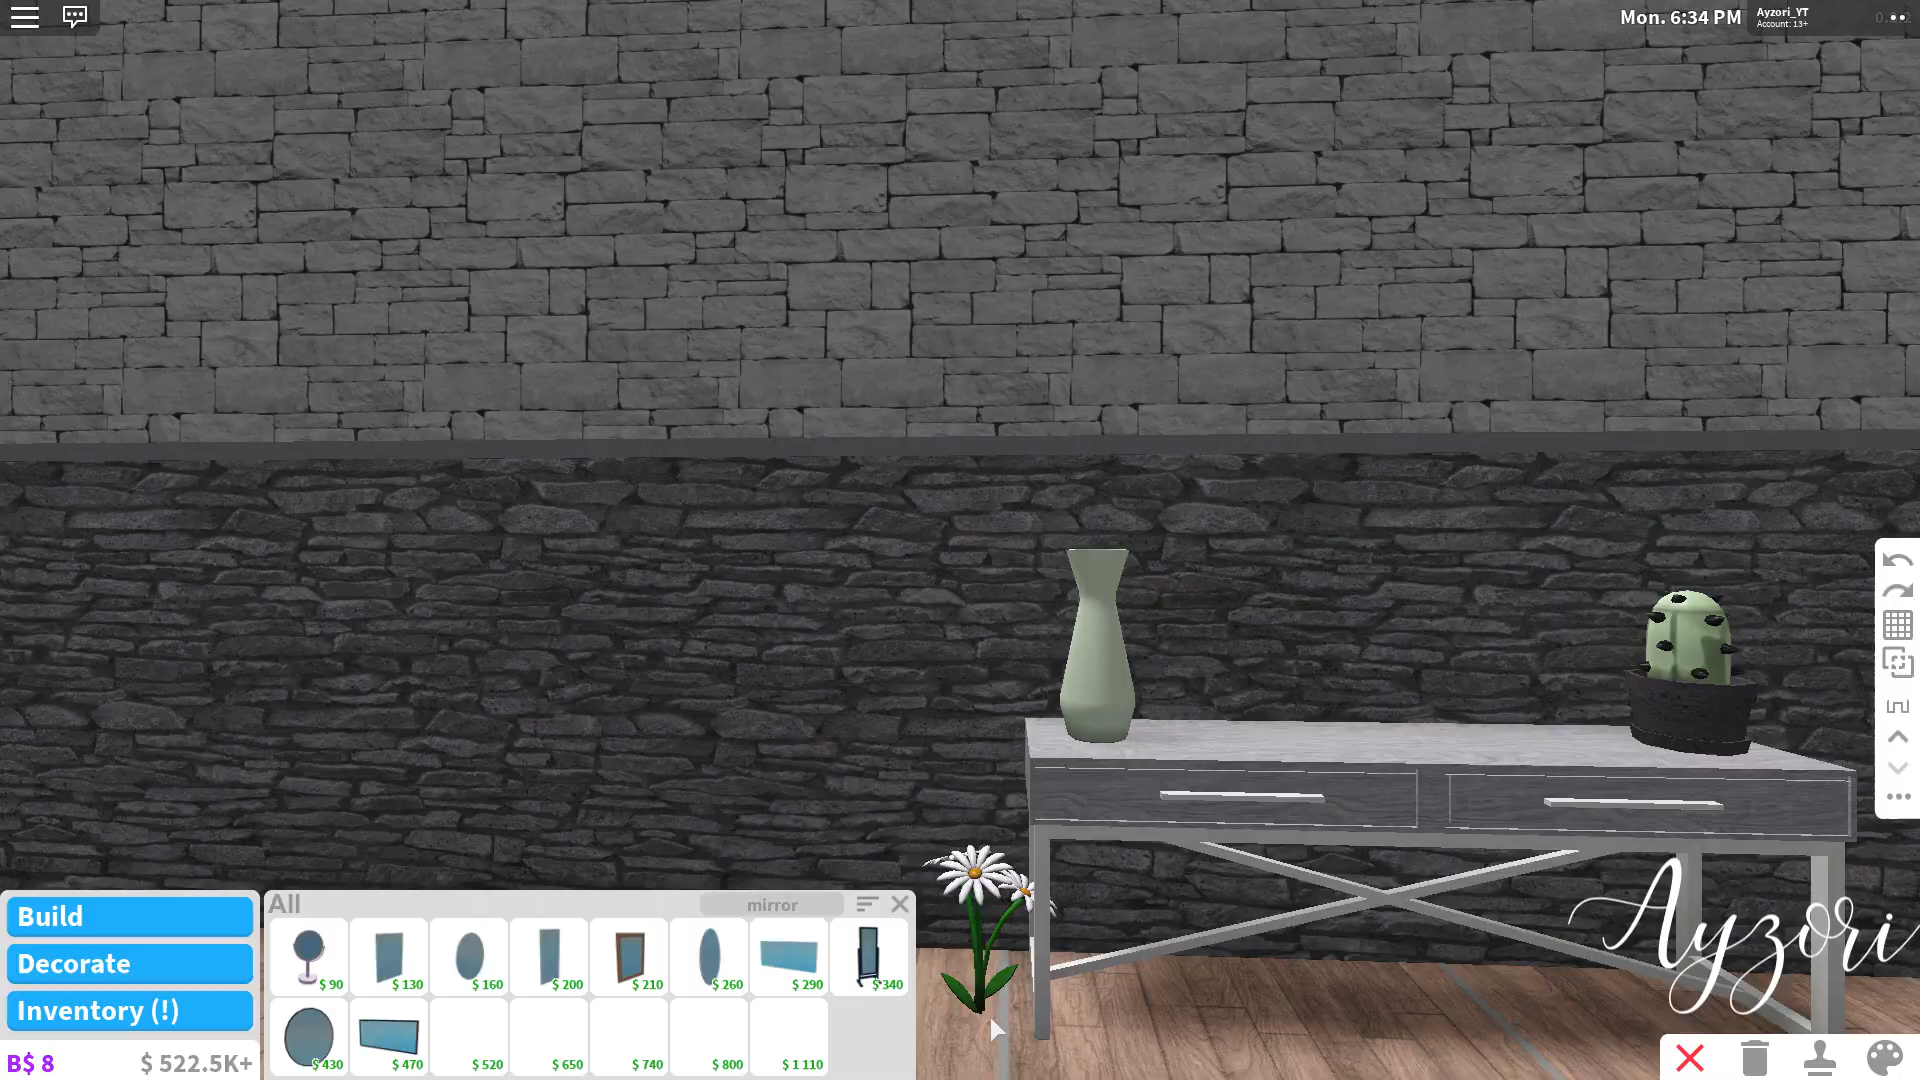 Mon. 6:34 PM
Ayzori_YT
Account: 13+
All
mirror
Build
Decorate
Inventory (!)
B$ 8
$ 522.5K+
$ 90
$ 130
$ 160
$ 200
$ 210
$ 260
$ 290
$ 340
$ 430
$ 470
$ 520
$ 650
$ 740
$ 800
$ 1 110
Ayzori